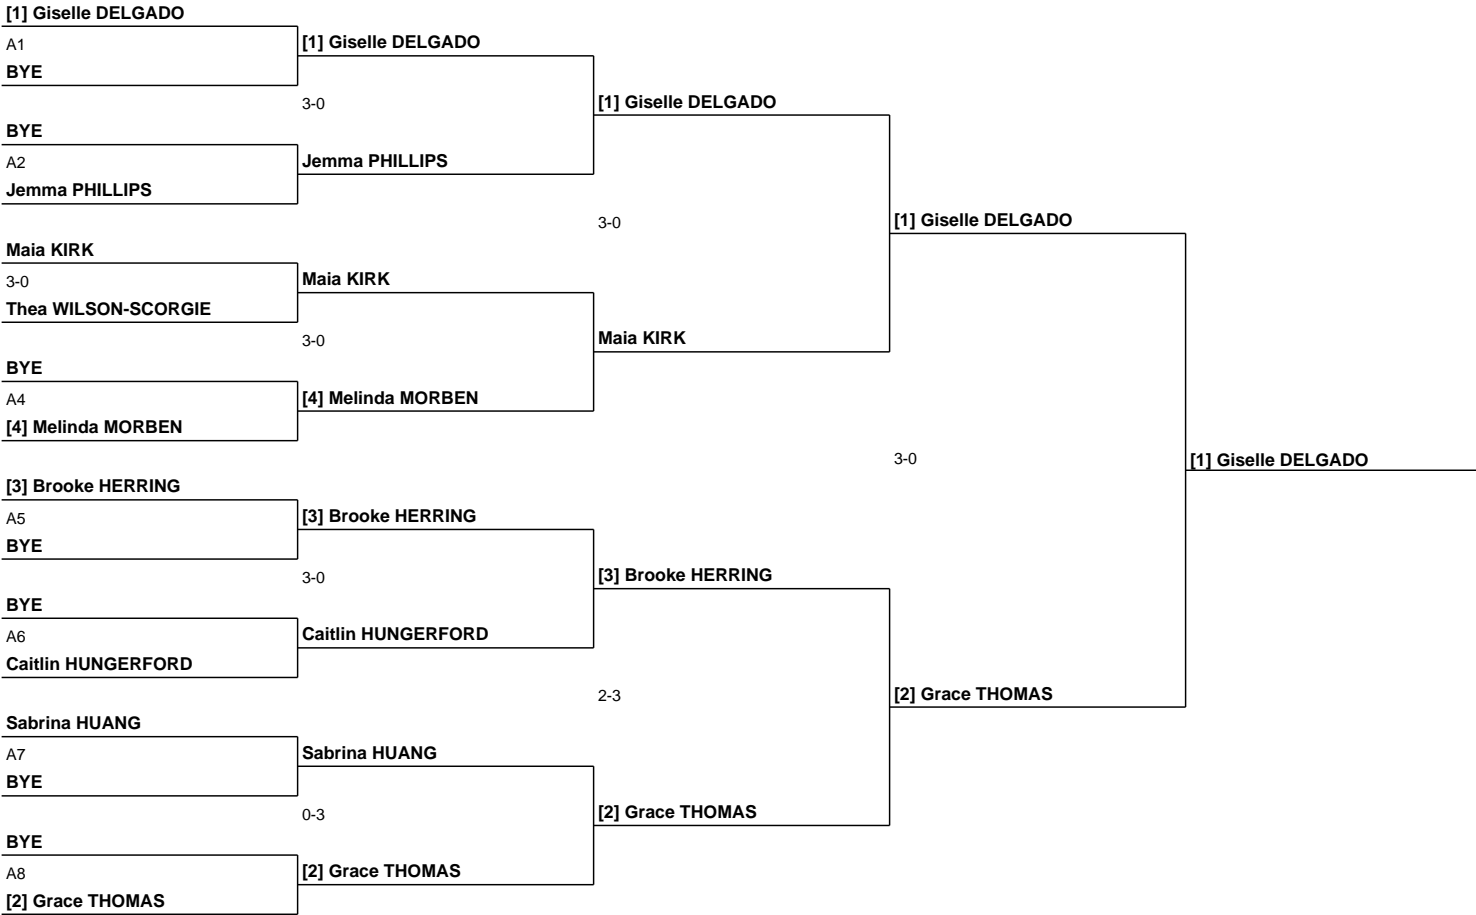 [1] Giselle DELGADO
A1
BYE
BYE
A2
Jemma PHILLIPS
Maia KIRK
3-0
Thea WILSON-SCORGIE
BYE
A4
[4] Melinda MORBEN
[3] Brooke HERRING
A5
BYE
BYE
A6
Caitlin HUNGERFORD
Sabrina HUANG
A7
BYE
BYE
A8
[2] Grace THOMAS
[1] Giselle DELGADO
3-0
Jemma PHILLIPS
Maia KIRK
3-0
[4] Melinda MORBEN
[3] Brooke HERRING
3-0
Caitlin HUNGERFORD
Sabrina HUANG
0-3
[2] Grace THOMAS
[1] Giselle DELGADO
3-0
Maia KIRK
[3] Brooke HERRING
2-3
[2] Grace THOMAS
[1] Giselle DELGADO
3-0
[2] Grace THOMAS
[1] Giselle DELGADO